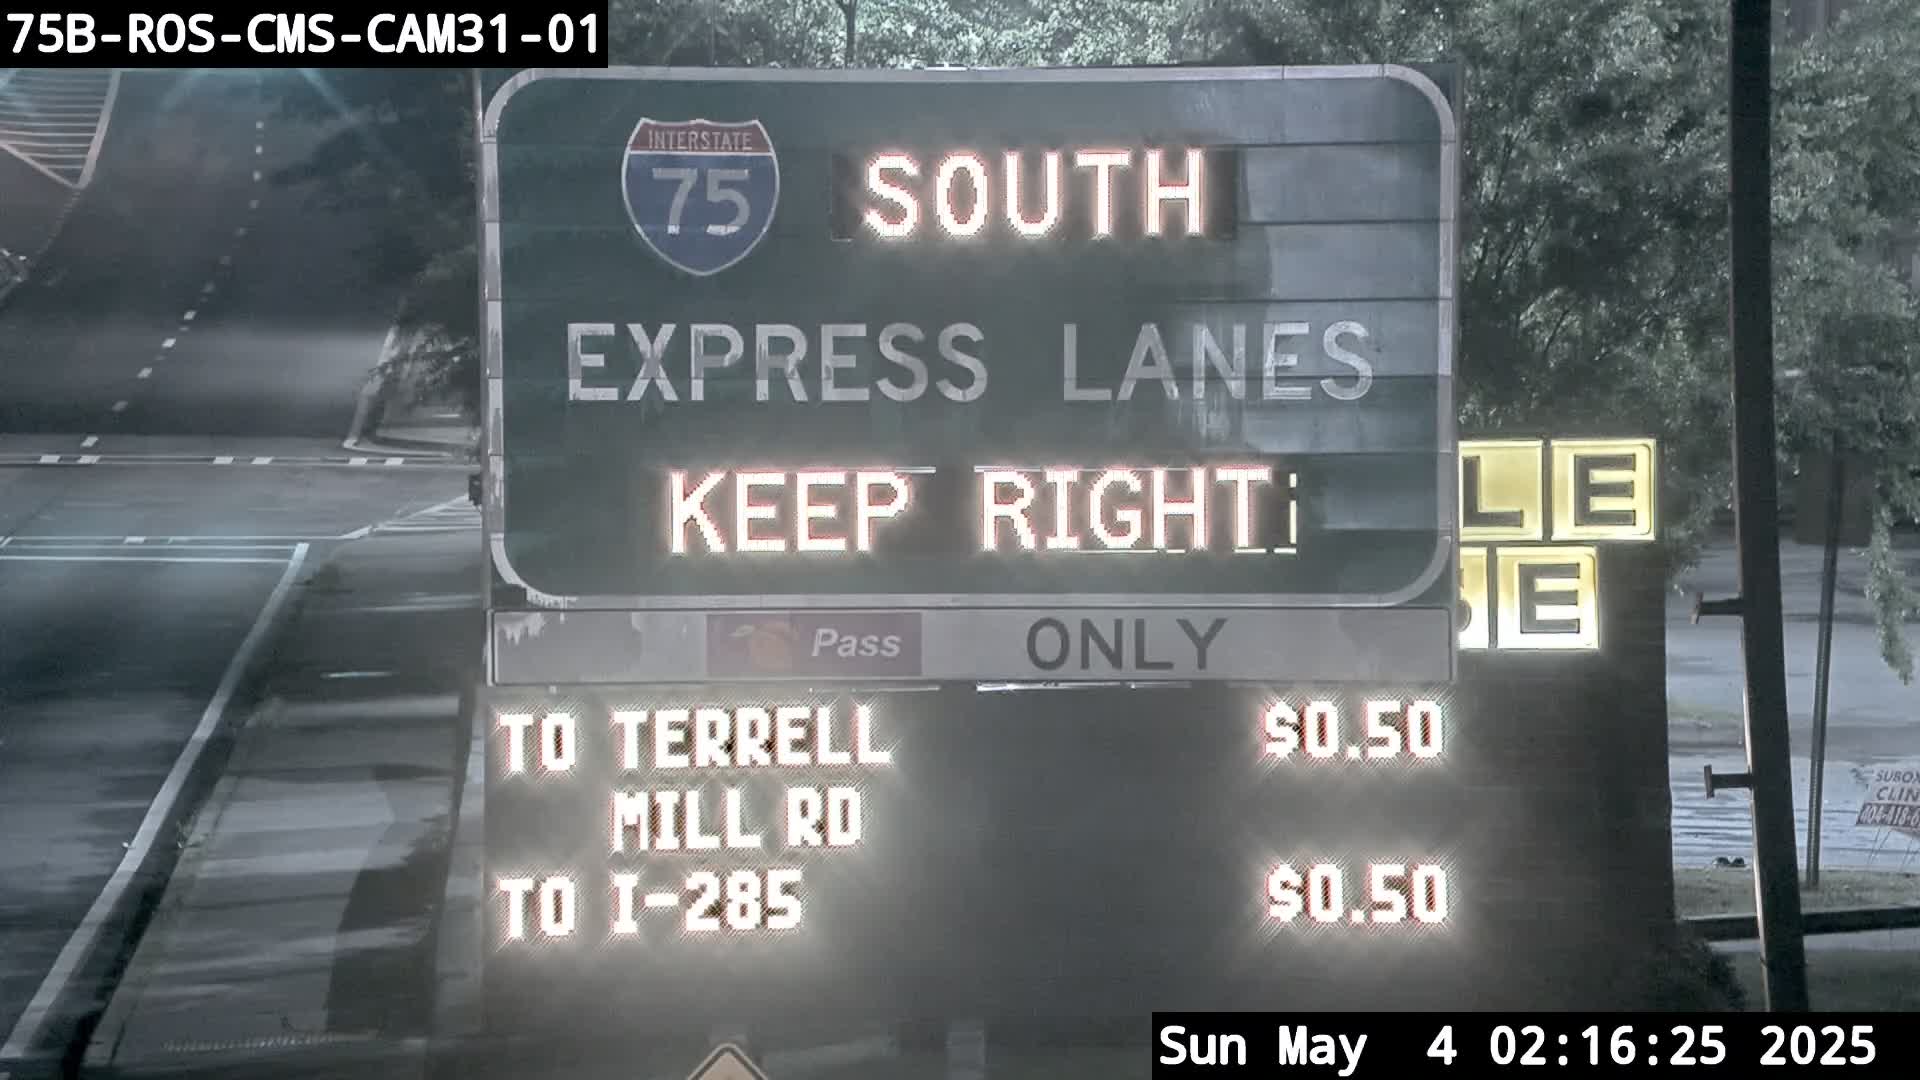 75B-ROS-CMS-CAM31-01
INTERSTATE
75
SOUTH
EXPRESS LANES
KEEP RIGHT
Pass ONLY
TO TERRELL $0.50
MILL RD
TO I-285 $0.50
LE
E
Sun May 4 02:16:25 2025